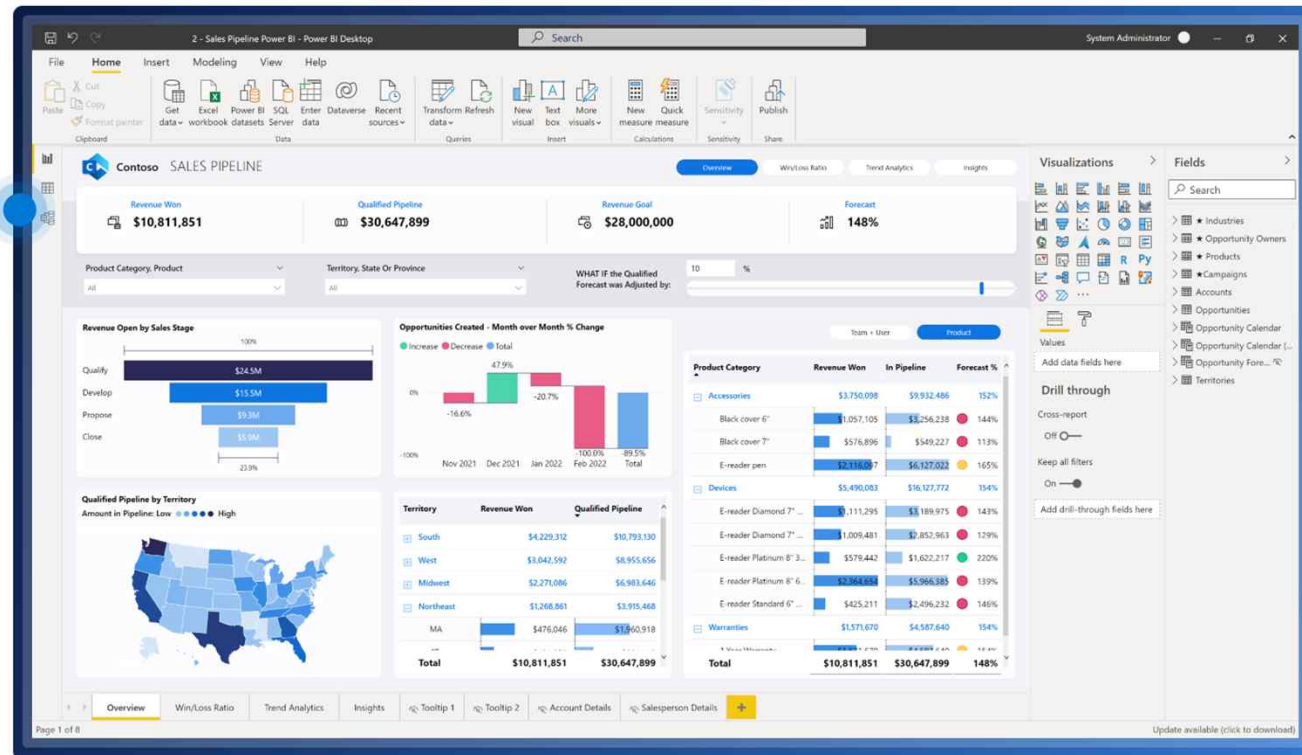 2 - Sales Pipeline Power BI - Power BI Desktop
Search
System Administrator
File Home Insert Modeling View Help
Paste
Cut
Copy
Format painter
Get data
Excel workbook
Power BI datasets
SQL Server
Enter data
Dataverse
Recent sources
Transform data
Refresh
New visual
Text box
More visuals
New measure
Quick measure
Sensitivity
Publish
Clipboard Data Queries Insert Calculations Sensitivity Share
Contoso SALES PIPELINE
Overview Win/Loss Ratio Trend Analytics Insights
Revenue Won
$10,811,851
Qualified Pipeline
$30,647,899
Revenue Goal
$28,000,000
Forecast
148%
Product Category, Product
All
Territory, State Or Province
All
WHAT IF the Qualified
Forecast was Adjusted by:
10 %
Revenue Open by Sales Stage
100%
Qualify $24.5M
Develop $15.5M
Propose $9.3M
Close
23.9%
Opportunities Created - Month over Month % Change
Increase Decrease Total
47.9%
0%
-20.7%
-16.6%
-100% -100.0% -89.5%
Nov 2021 Dec 2021 Jan 2022 Feb 2022 Total
Team + User Product
Product Category Revenue Won In Pipeline Forecast %
Accessories $3,750,098 $9,932,486 152%
Black cover 6" $1,057,105 $3,256,238 144%
Black cover 7" $576,896 $549,227 113%
E-reader pen $2,116,097 $6,127,022 165%
Devices $5,490,083 $16,127,772 154%
E-reader Diamond 7" ... $1,111,295 $3,189,975 143%
E-reader Diamond 7" ... $1,009,481 $2,852,963 129%
E-reader Platinum 8" 3... $579,442 $1,622,217 220%
E-reader Platinum 8" 6... $2,364,654 $5,966,385 139%
E-reader Standard 6" ... $425,211 $2,496,232 146%
Warranties $1,571,670 $4,587,640 154%
Total $10,811,851 $30,647,899 148%
Qualified Pipeline by Territory
Amount in Pipeline: Low High
Territory Revenue Won Qualified Pipeline
South $4,229,312 $10,793,130
West $3,042,592 $8,955,656
Midwest $2,271,086 $6,983,646
Northeast $1,268,861 $3,915,468
MA $476,046 $1,960,918
Total $10,811,851 $30,647,899
Visualizations
R Py
Values
Add data fields here
Drill through
Cross-report
Off
Keep all filters
On
Add drill-through fields here
Fields
Search
Industries
Opportunity Owners
Products
Campaigns
Accounts
Opportunities
Opportunity Calendar
Opportunity Calendar (...
Opportunity Fore...
Territories
Overview Win/Loss Ratio Trend Analytics Insights Tooltip 1 Tooltip 2 Account Details Salesperson Details +
Page 1 of 8
Update available (click to download)